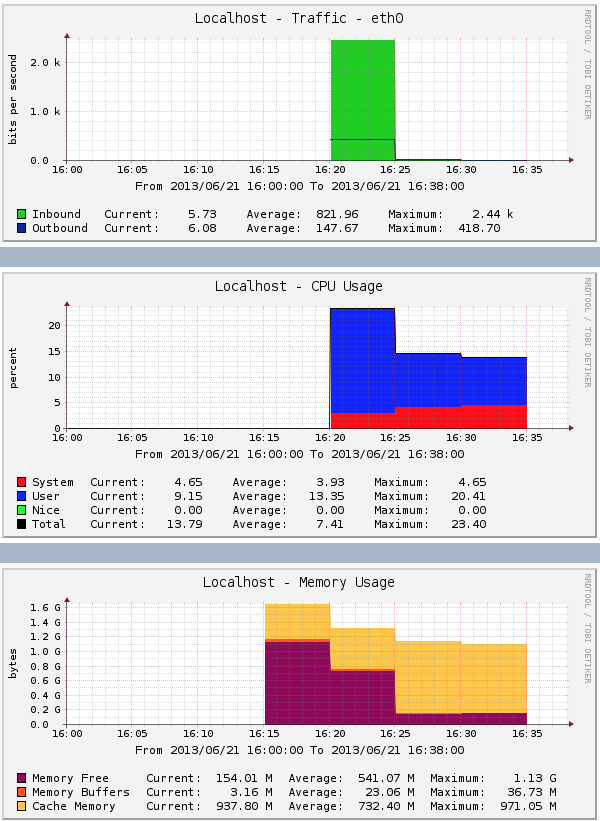 Localhost - Traffic - eth0
RRDTOOL / TOBI OETIKER
bits per second
2.0 k
1.0 k
0.0
16:00 16:05 16:10 16:15 16:20 16:25 16:30 16:35
From 2013/06/21 16:00:00 To 2013/06/21 16:38:00
Inbound Current: 5.73 Average: 821.96 Maximum: 2.44 k
Outbound Current: 6.08 Average: 147.67 Maximum: 418.70
Localhost - CPU Usage
RRDTOOL / TOBI OETIKER
percent
20
15
10
5
0
16:00 16:05 16:10 16:15 16:20 16:25 16:30 16:35
From 2013/06/21 16:00:00 To 2013/06/21 16:38:00
System Current: 4.65 Average: 3.93 Maximum: 4.65
User Current: 9.15 Average: 13.35 Maximum: 20.41
Nice Current: 0.00 Average: 0.00 Maximum: 0.00
Total Current: 13.79 Average: 7.41 Maximum: 23.40
Localhost - Memory Usage
RRDTOOL / TOBI OETIKER
bytes
1.6 G
1.4 G
1.2 G
1.0 G
0.8 G
0.6 G
0.4 G
0.2 G
0.0
16:00 16:05 16:10 16:15 16:20 16:25 16:30 16:35
From 2013/06/21 16:00:00 To 2013/06/21 16:38:00
Memory Free Current: 154.01 M Average: 541.07 M Maximum: 1.13 G
Memory Buffers Current: 3.16 M Average: 23.06 M Maximum: 36.73 M
Cache Memory Current: 937.80 M Average: 732.40 M Maximum: 971.05 M